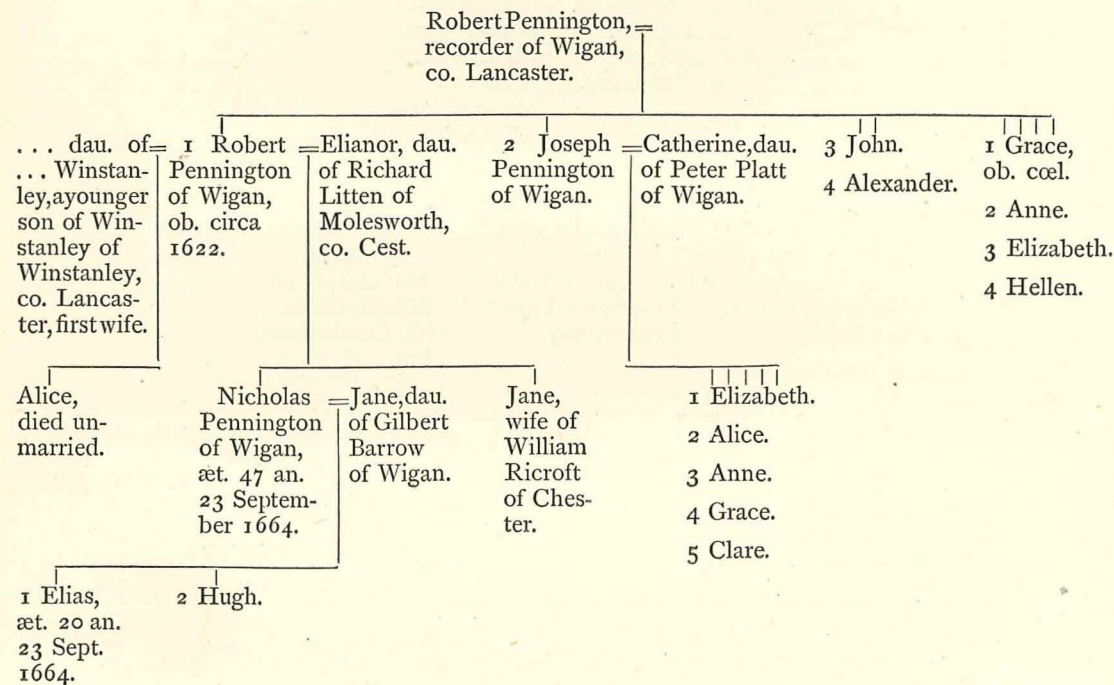 Robert Pennington, =
recorder of Wigan,
co. Lancaster.
... dau. of =
... Winstan-
ley, a younger
son of Win-
stanley of
Winstanley,
co. Lancas-
ter, first wife.
1 Robert =
Pennington
of Wigan,
ob. circa
1622.
Elianor, dau.
of Richard
Litten of
Molesworth,
co. Cest.
2 Joseph =
Pennington
of Wigan.
Catherine, dau.
of Peter Platt
of Wigan.
3 John.
4 Alexander.
1 Grace,
ob. cœl.
2 Anne.
3 Elizabeth.
4 Hellen.
Alice,
died un-
married.
Nicholas =
Pennington
of Wigan,
æt. 47 an.
23 Septem-
ber 1664.
Jane, dau.
of Gilbert
Barrow
of Wigan.
Jane,
wife of
William
Ricroft
of Ches-
ter.
1 Elizabeth.
2 Alice.
3 Anne.
4 Grace.
5 Clare.
1 Elias,
æt. 20 an.
23 Sept.
1664.
2 Hugh.